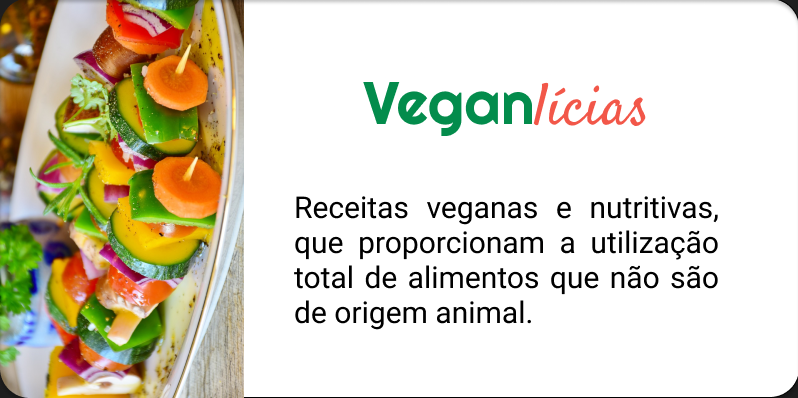 Veganlícias
Receitas veganas e nutritivas,
que proporcionam a utilização
total de alimentos que não são
de origem animal.